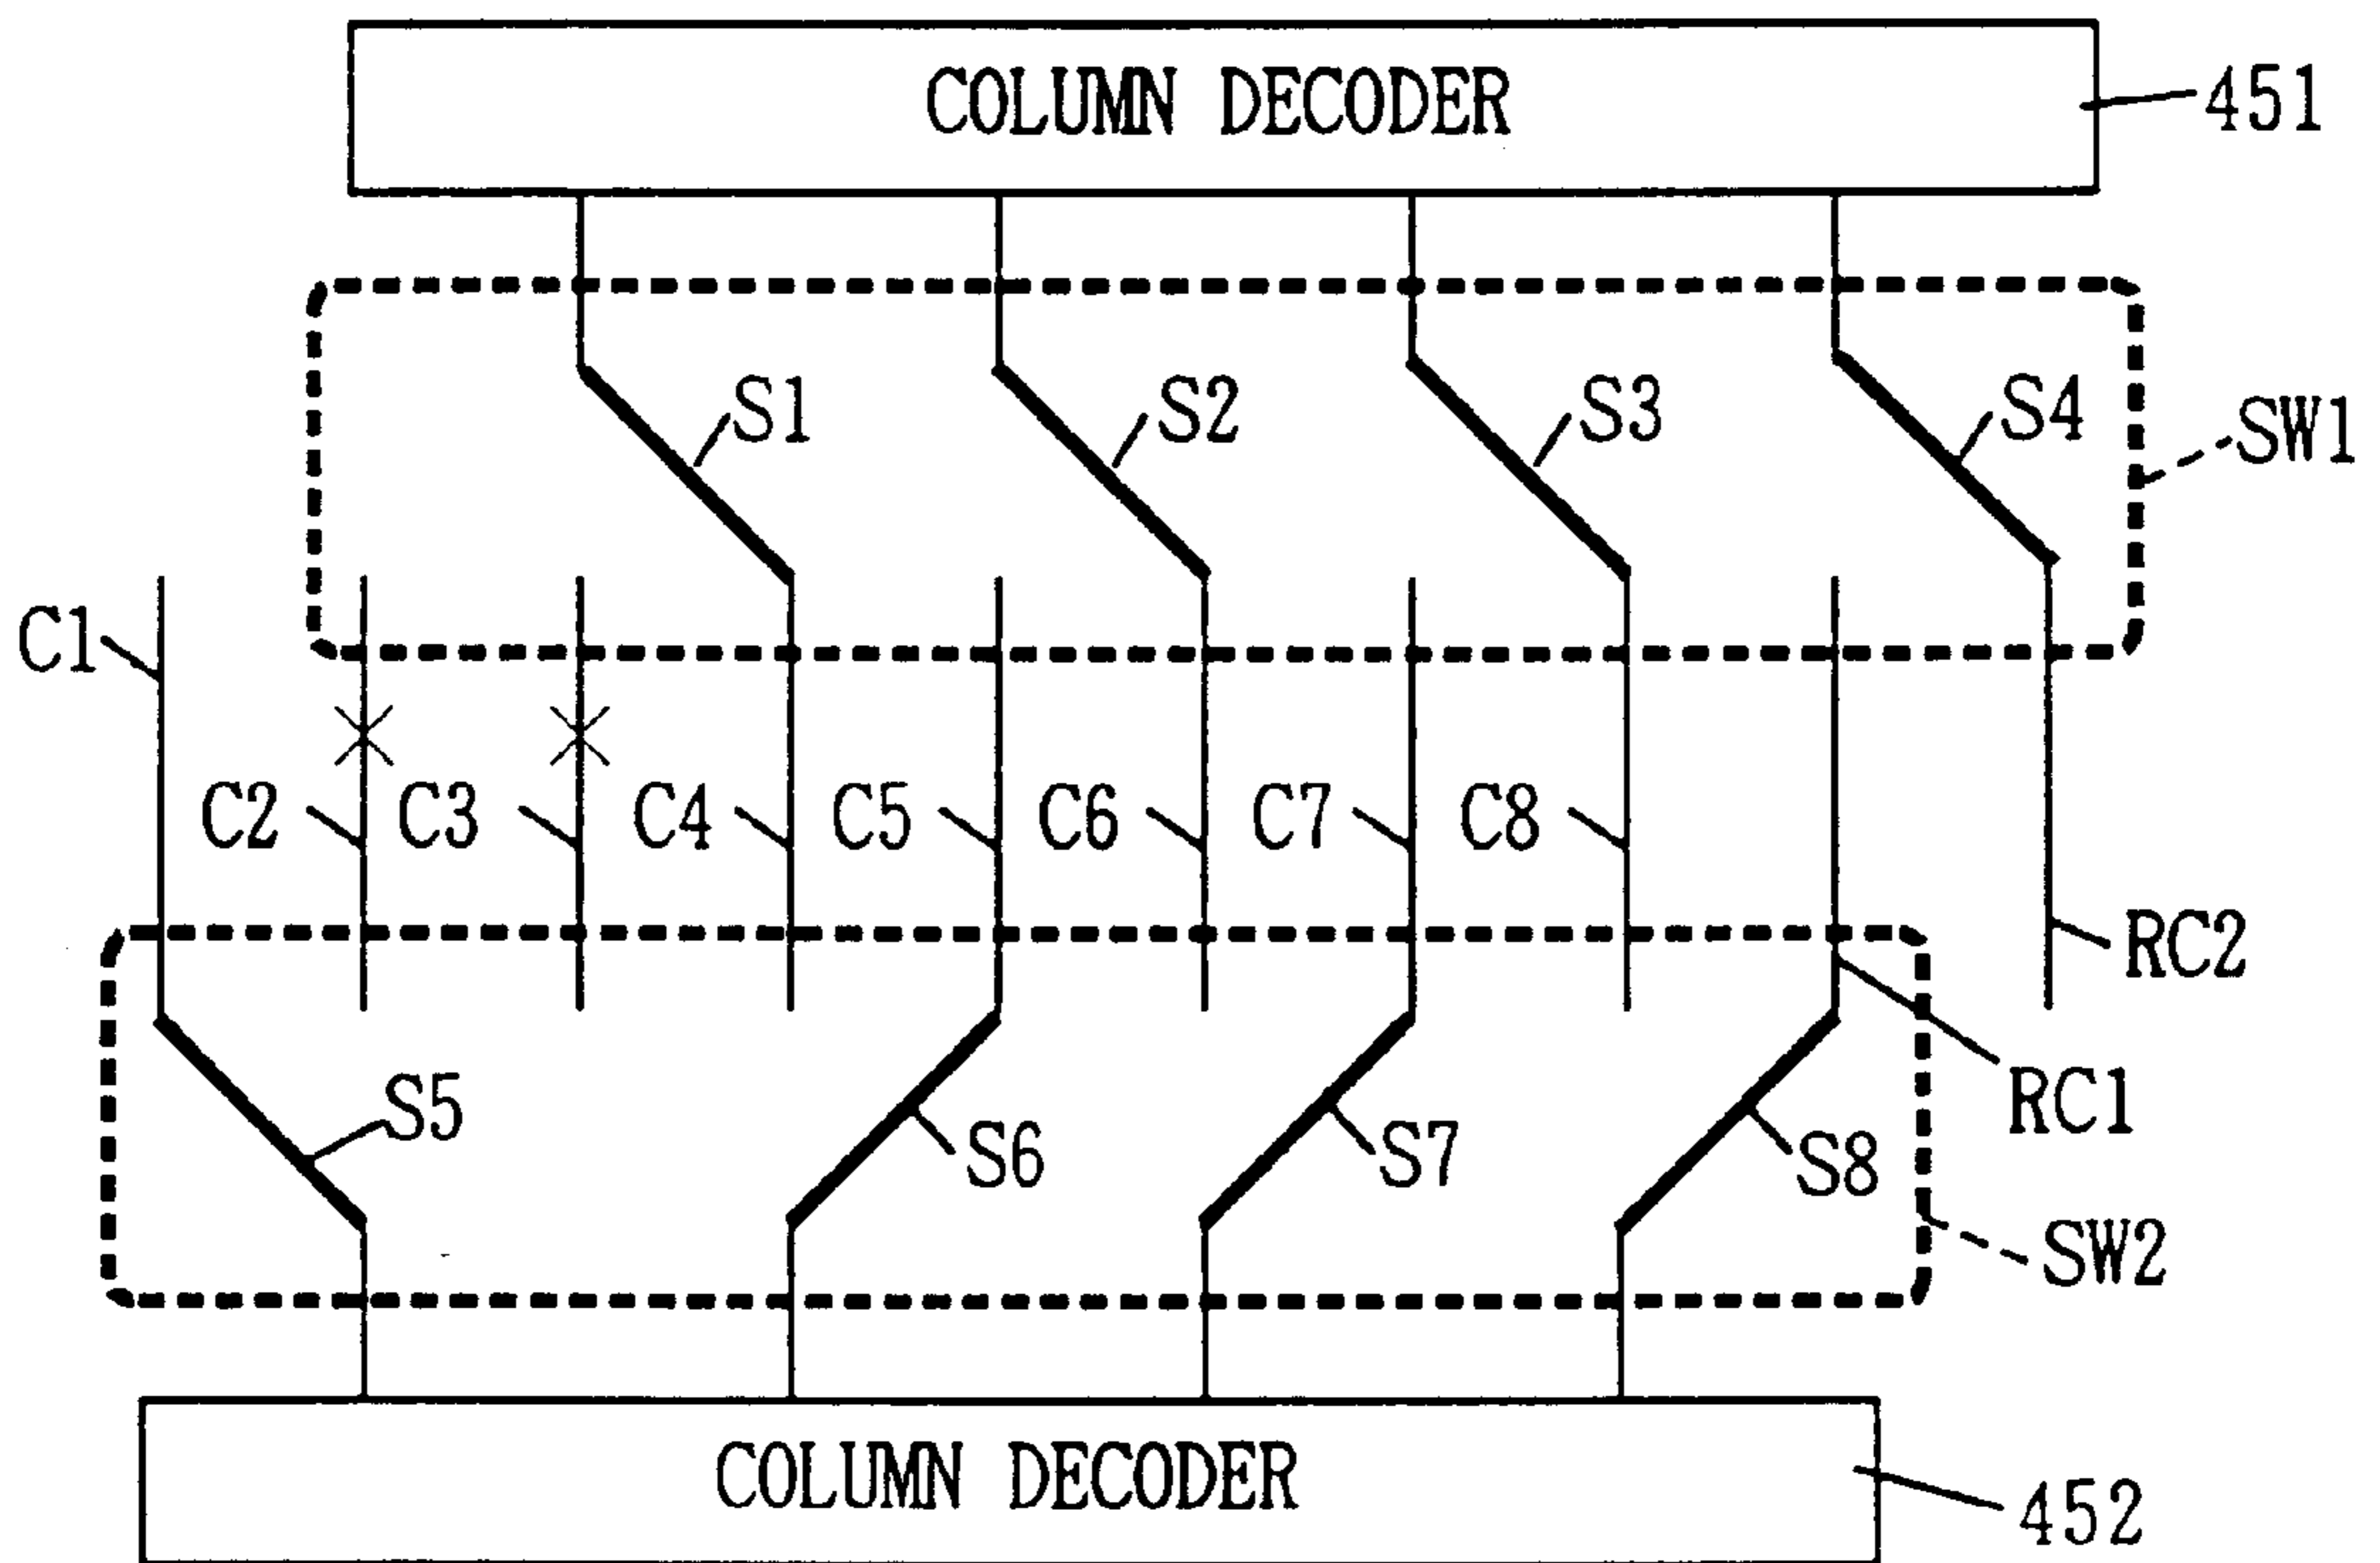 COLUMN DECODER
451
S1
S2
S3
S4
SW1
C1
C2
C3
C4
C5
C6
C7
C8
RC2
S5
S6
S7
S8
RC1
SW2
COLUMN DECODER
452